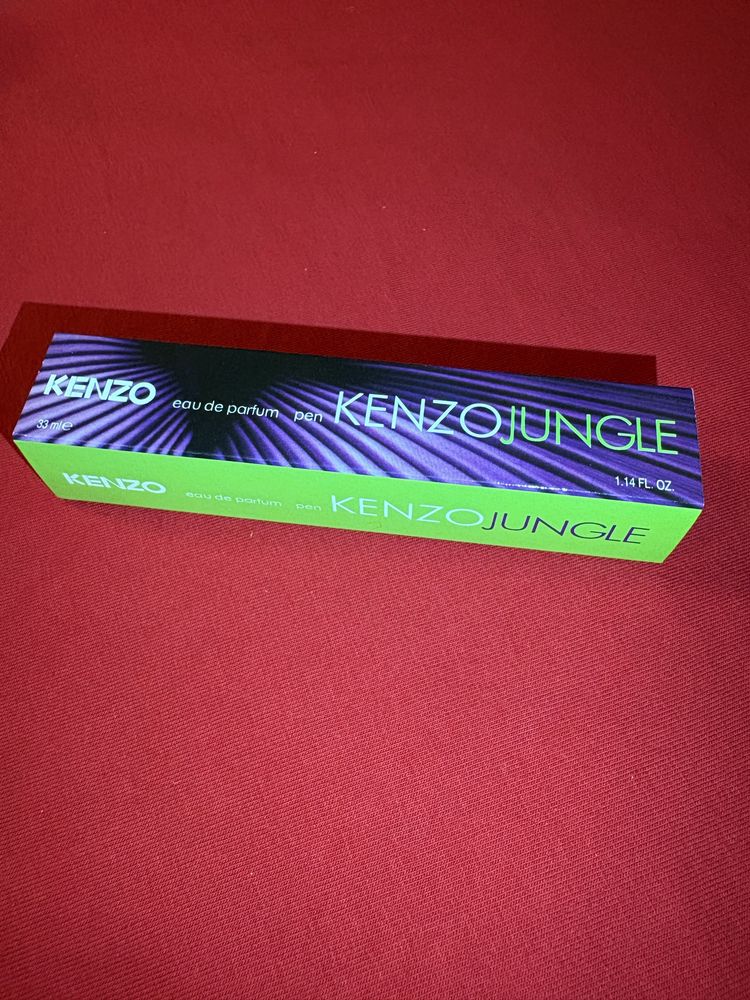 KENZO eau de parfum pen KENZOJUNGLE
33 ml e 1.14 FL. OZ.
KENZO eau de parfum pen KENZOJUNGLE